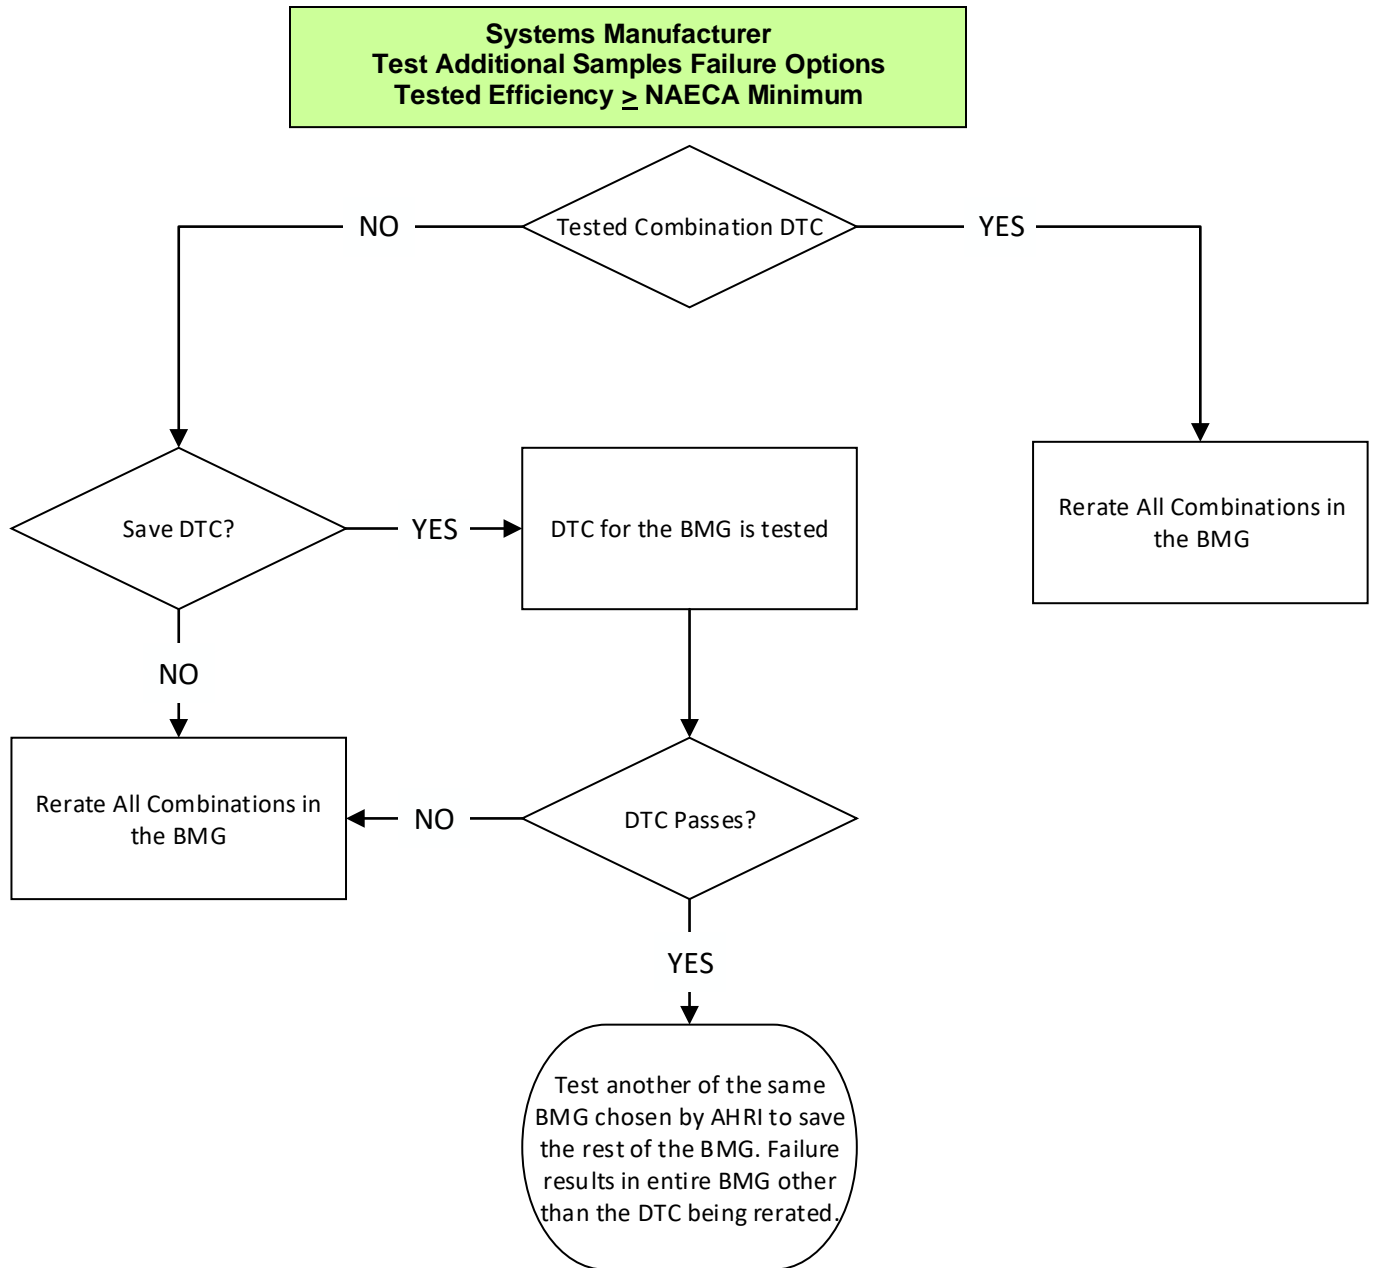 Systems Manufacturer
Test Additional Samples Failure Options
Tested Efficiency ≥ NAECA Minimum
Tested Combination DTC
NO
YES
Save DTC?
YES
DTC for the BMG is tested
Rerate All Combinations in
the BMG
NO
Rerate All Combinations in
the BMG
NO
DTC Passes?
YES
Test another of the same
BMG chosen by AHRI to save
the rest of the BMG. Failure
results in entire BMG other
than the DTC being rerated.